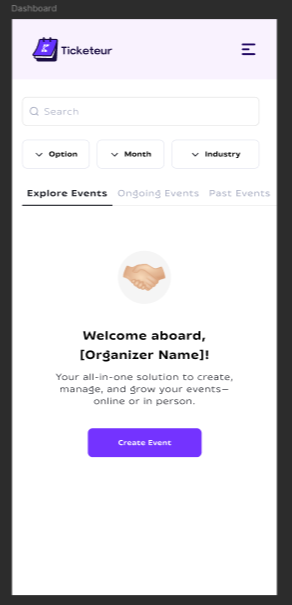 Dashboard
Ticketeur
Search
Option Month Industry
Explore Events Ongoing Events Past Events
Welcome aboard,
[Organizer Name]!
Your all-in-one solution to create,
manage, and grow your events—
online or in person.
Create Event